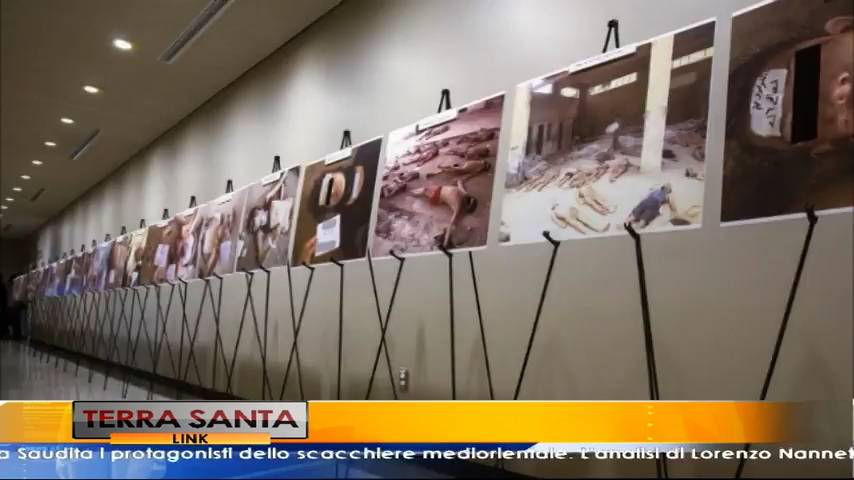 TERRA SANTA
LINK
a Saudita i protagonisti dello scacchiere mediorientale. L'analisi di Lorenzo Nannet